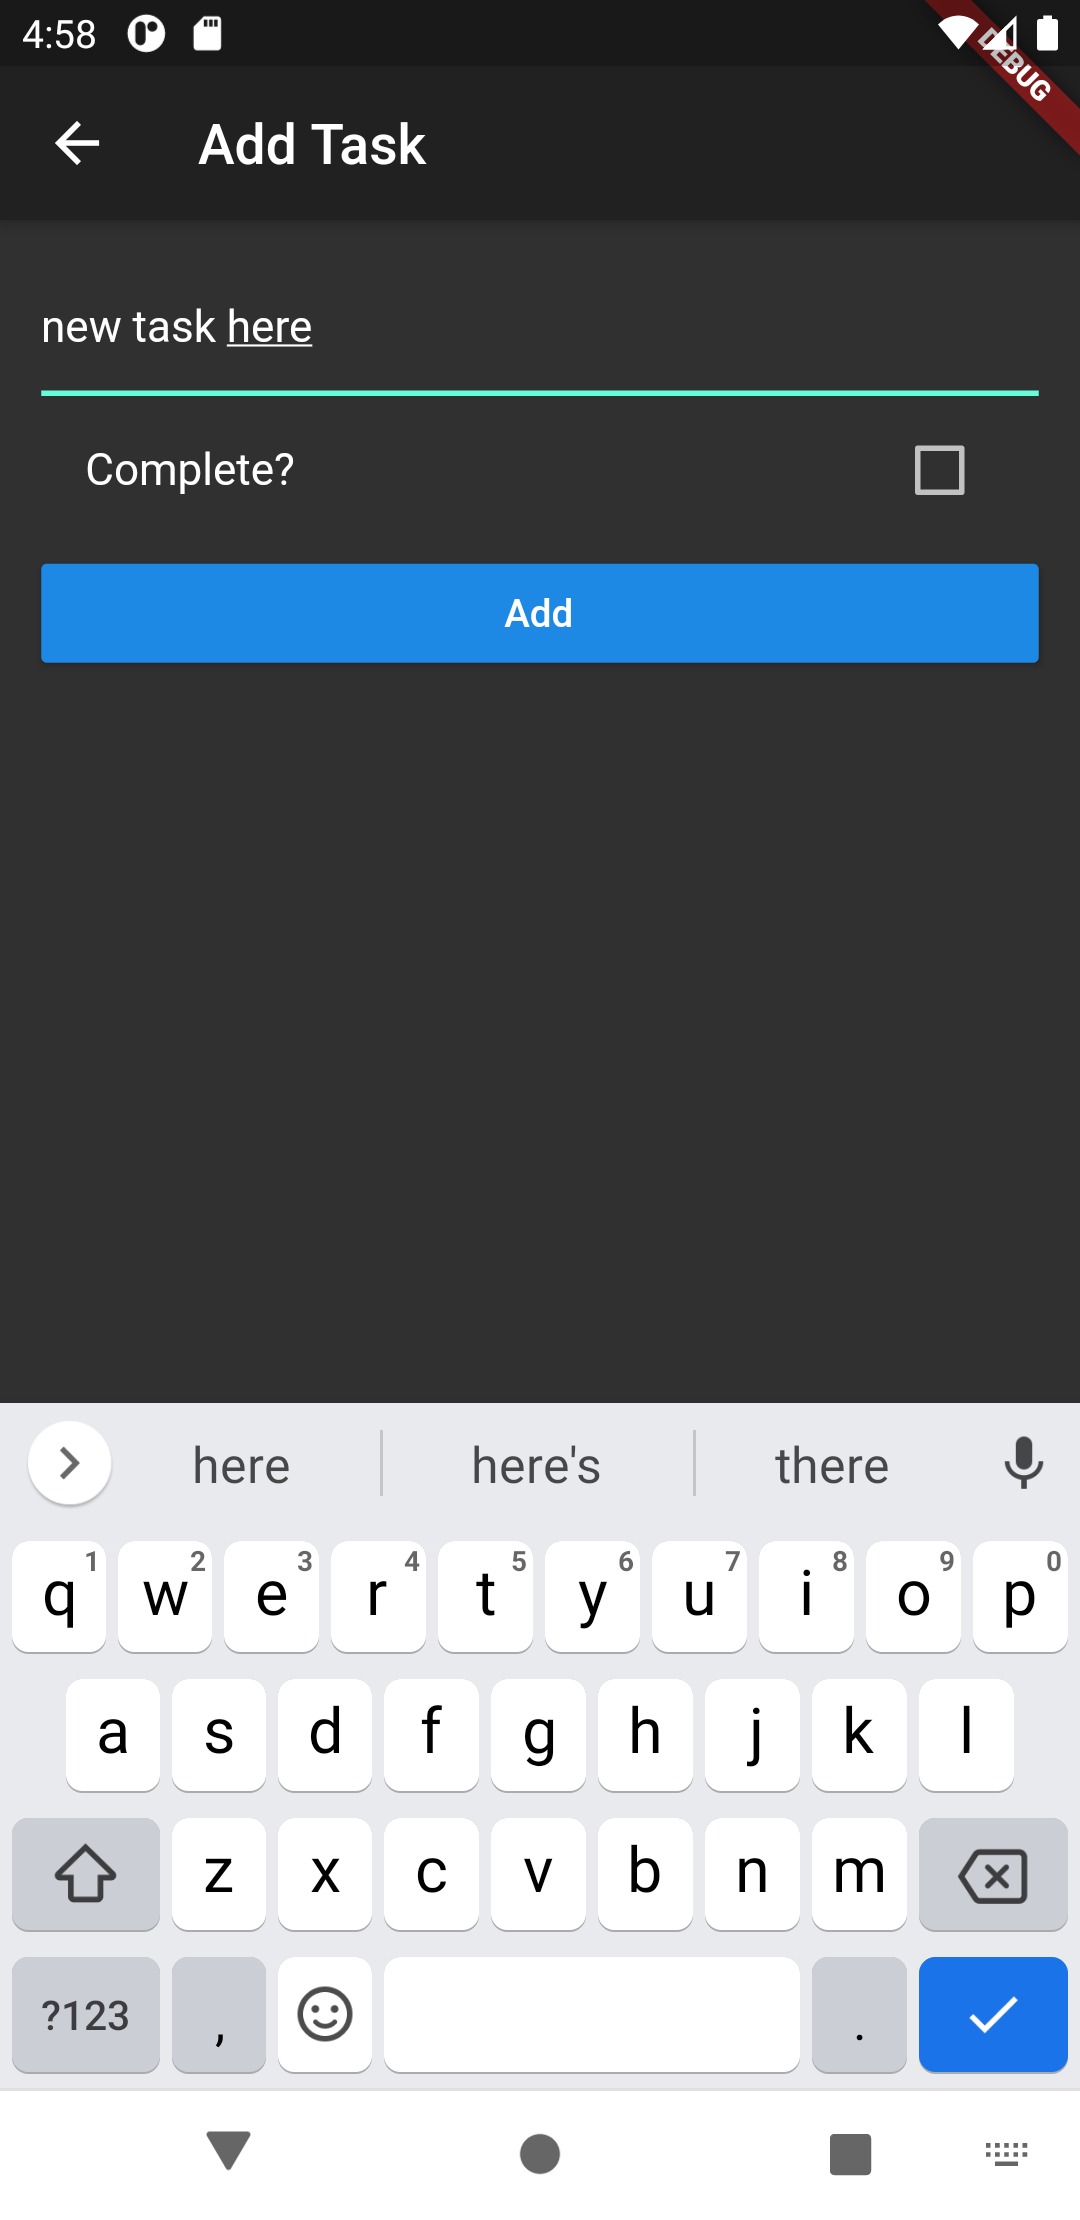 4:58
DEBUG
Add Task
new task here
Complete?
Add
here here's there
q 1 w 2 e 3 r 4 t 5 y 6 u 7 i 8 o 9 p 0
a s d f g h j k l
z x c v b n m
?123 , .